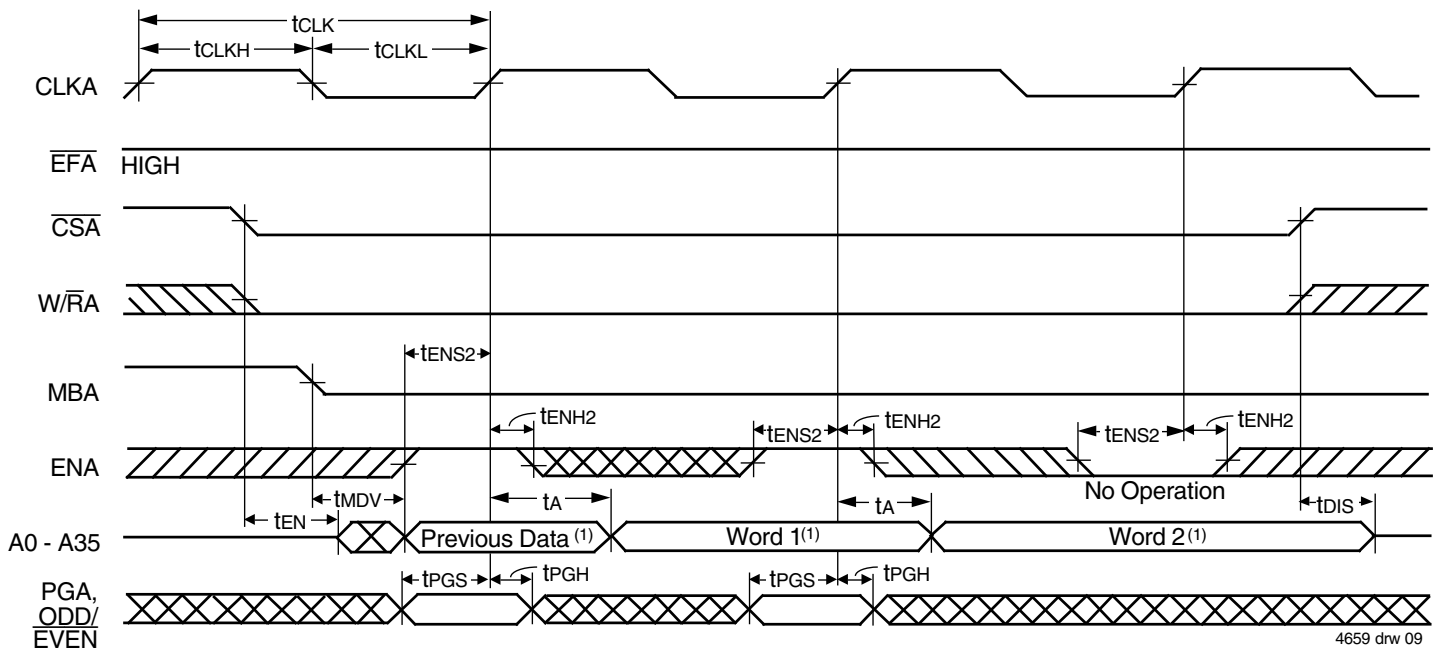 tCLK
tCLKH
tCLKL
CLKA
EFA
HIGH
CSA
W/RA
tENS2
MBA
tENH2
tENS2
tENH2
tENS2
tENH2
ENA
No Operation
tMDV
tA
tA
tEN
tDIS
A0 - A35
Previous Data (1)
Word 1(1)
Word 2(1)
tPGS
tPGH
tPGS
tPGH
PGA,
ODD/
EVEN
4659 drw 09